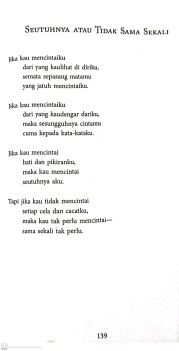 SEUTUHNYA ATAU TIDAK SAMA SEKALI
Jika kau mencintaiku
dari yang kaulihat di diriku,
semata sepasang matamu
yang jatuh mencintaiku.
Jika kau mencintaiku
dari yang kaudengar dariku,
maka sesungguhnya cintamu
cuma kepada kata-kataku.
Jika kau mencintai
hati dan pikiranku,
maka kau mencintai
seutuhnya aku.
Tapi jika kau tidak mencintai
setiap cela dan cacatku,
maka kau tak perlu mencintai—
sama sekali tak perlu.
139